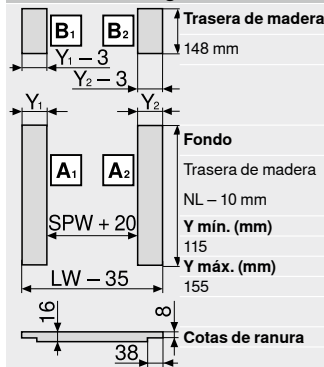 B1
B2
Trasera de madera
148 mm
Y1 – 3
Y2 – 3
Y1
Y2
A1
A2
Fondo
Trasera de madera
NL – 10 mm
SPW + 20
Y mín. (mm)
115
Y máx. (mm)
155
LW – 35
16
8
Cotas de ranura
38